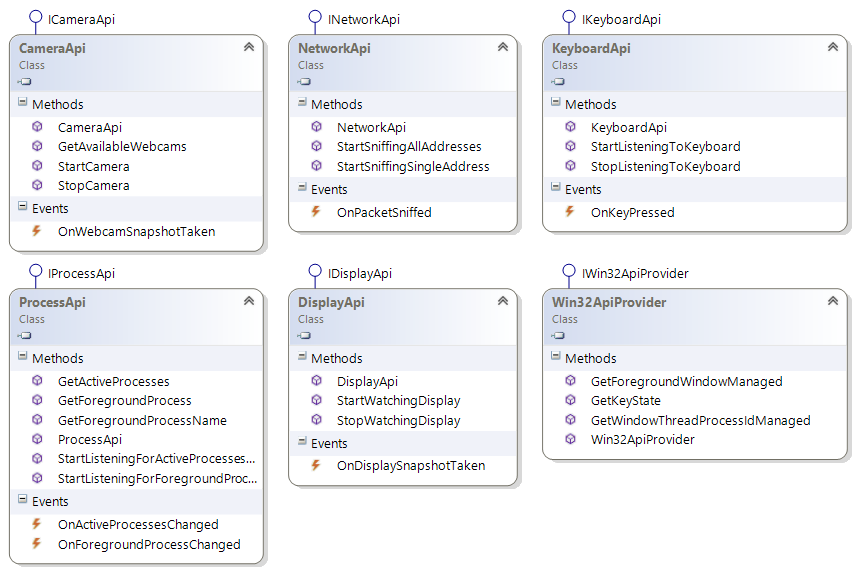 ICameraApi
CameraApi
Class
Methods
CameraApi
GetAvailableWebcams
StartCamera
StopCamera
Events
OnWebcamSnapshotTaken
INetworkApi
NetworkApi
Class
Methods
NetworkApi
StartSniffingAllAddresses
StartSniffingSingleAddress
Events
OnPacketSniffed
IKeyboardApi
KeyboardApi
Class
Methods
KeyboardApi
StartListeningToKeyboard
StopListeningToKeyboard
Events
OnKeyPressed
IProcessApi
ProcessApi
Class
Methods
GetActiveProcesses
GetForegroundProcess
GetForegroundProcessName
ProcessApi
StartListeningForActiveProcesses...
StartListeningForForegroundProc...
Events
OnActiveProcessesChanged
OnForegroundProcessChanged
IDisplayApi
DisplayApi
Class
Methods
DisplayApi
StartWatchingDisplay
StopWatchingDisplay
Events
OnDisplaySnapshotTaken
IWin32ApiProvider
Win32ApiProvider
Class
Methods
GetForegroundWindowManaged
GetKeyState
GetWindowThreadProcessIdManaged
Win32ApiProvider